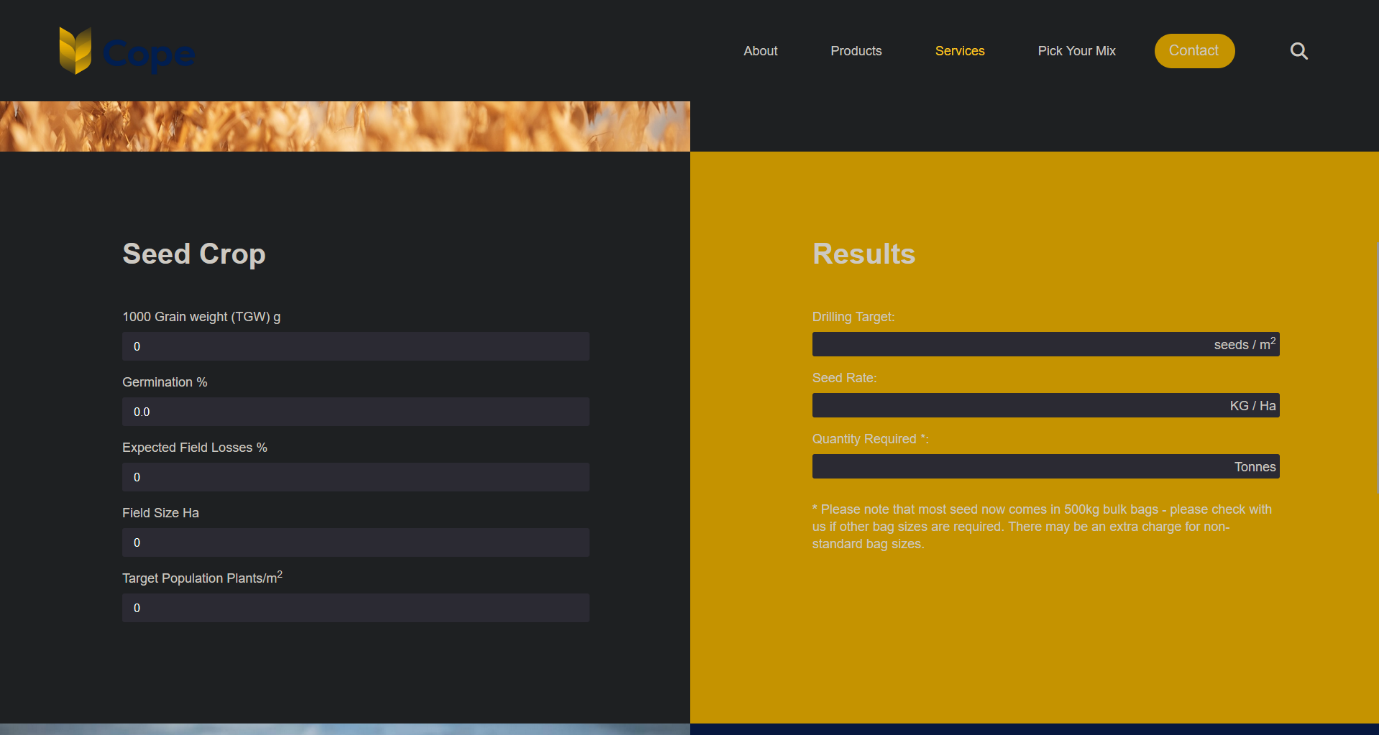 Cope
About Products Services Pick Your Mix Contact
Seed Crop
1000 Grain weight (TGW) g
0
Germination %
0.0
Expected Field Losses %
0
Field Size Ha
0
Target Population Plants/m²
0
Results
Drilling Target:
seeds / m²
Seed Rate:
KG / Ha
Quantity Required *:
Tonnes
* Please note that most seed now comes in 500kg bulk bags - please check with
us if other bag sizes are required. There may be an extra charge for non-
standard bag sizes.